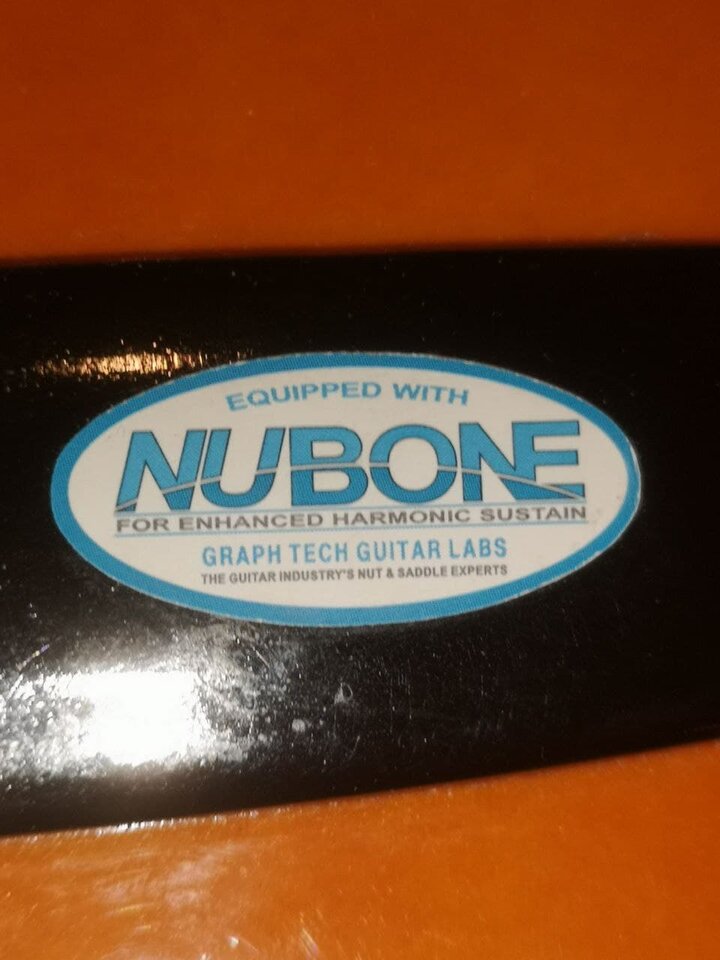 EQUIPPED WITH
NUBONE
FOR ENHANCED HARMONIC SUSTAIN
GRAPH TECH GUITAR LABS
THE GUITAR INDUSTRY'S NUT & SADDLE EXPERTS